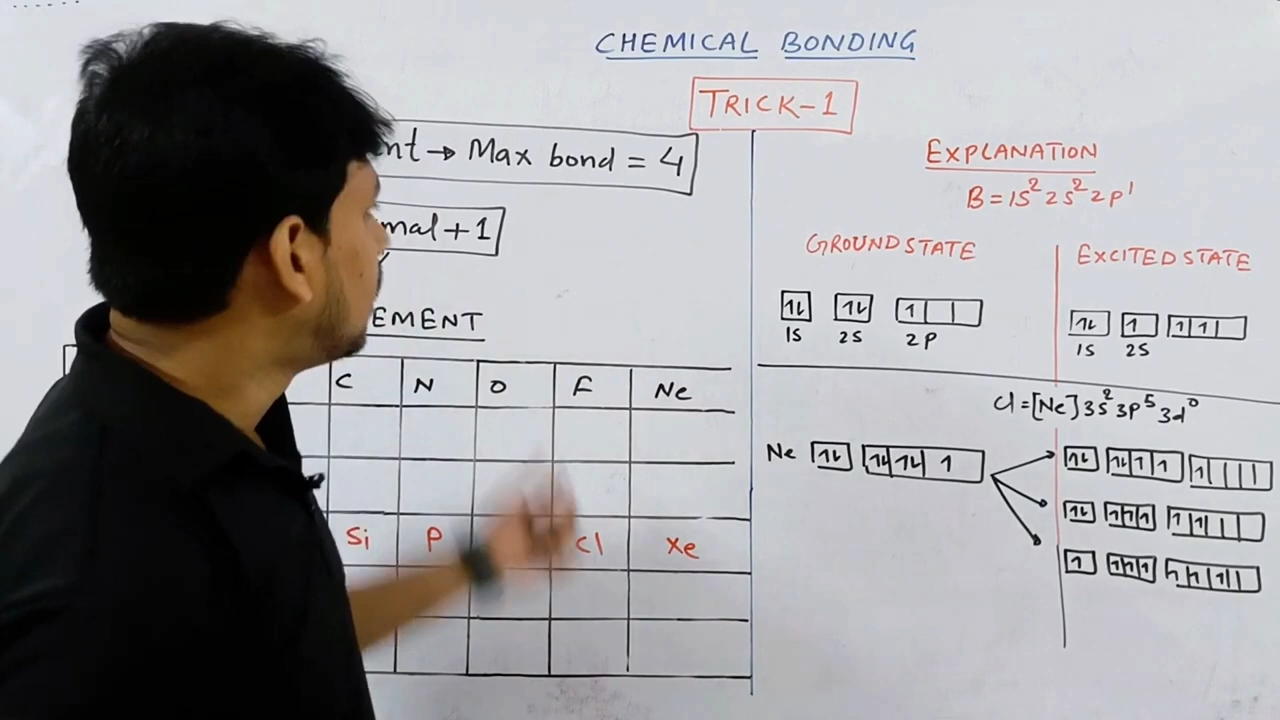 CHEMICAL BONDING
TRICK-1
nt → Max bond = 4
mal + 1
EMENT
C N O F Ne
Si P Cl Xe
EXPLANATION
B = 1S² 2S² 2P¹
GROUND STATE
EXCITED STATE
1S 2S 2P
1S 2S
Cl = [Ne] 3S² 3P⁵ 3d⁰
Ne